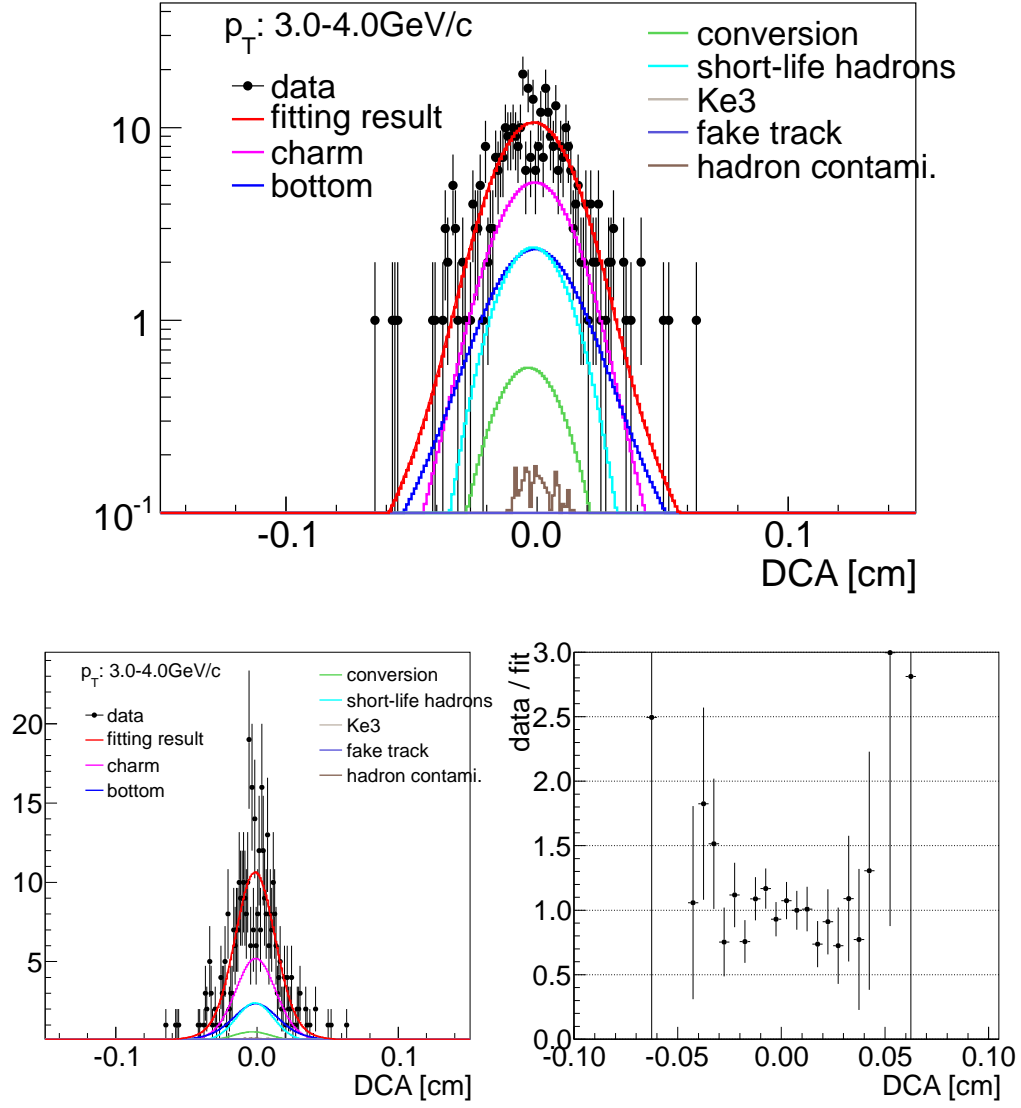 p_T: 3.0-4.0GeV/c
data
fitting result
charm
bottom
conversion
short-life hadrons
Ke3
fake track
hadron contami.
10
1
10^-1
-0.1 0.0 0.1
DCA [cm]
p_T: 3.0-4.0GeV/c
data
fitting result
charm
bottom
conversion
short-life hadrons
Ke3
fake track
hadron contami.
20
15
10
5
-0.1 0.0 0.1
DCA [cm]
data / fit
3.0
2.5
2.0
1.5
1.0
0.5
0.0
-0.10 -0.05 0.00 0.05 0.10
DCA [cm]